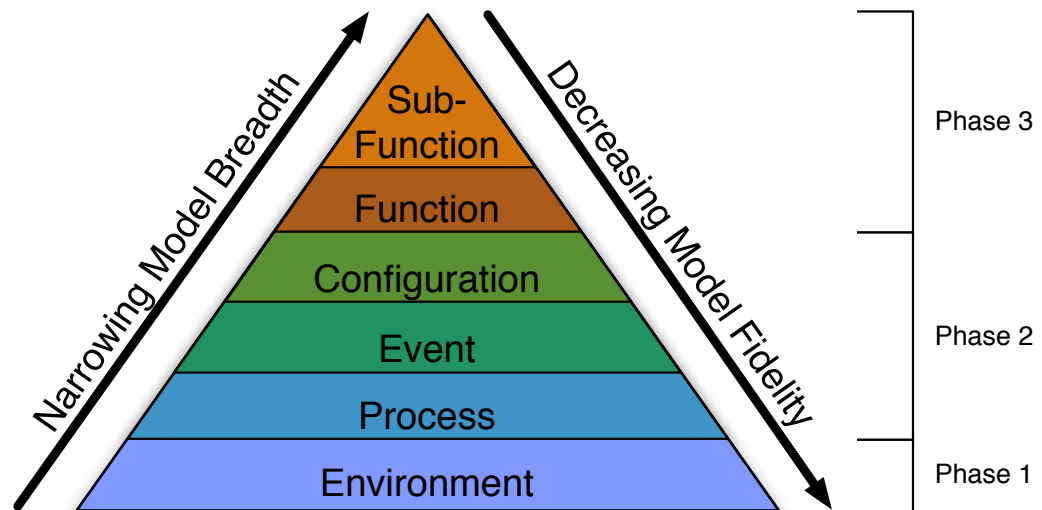 Narrowing Model Breadth
Decreasing Model Fidelity
Sub-
Function
Function
Configuration
Event
Process
Environment
Phase 3
Phase 2
Phase 1